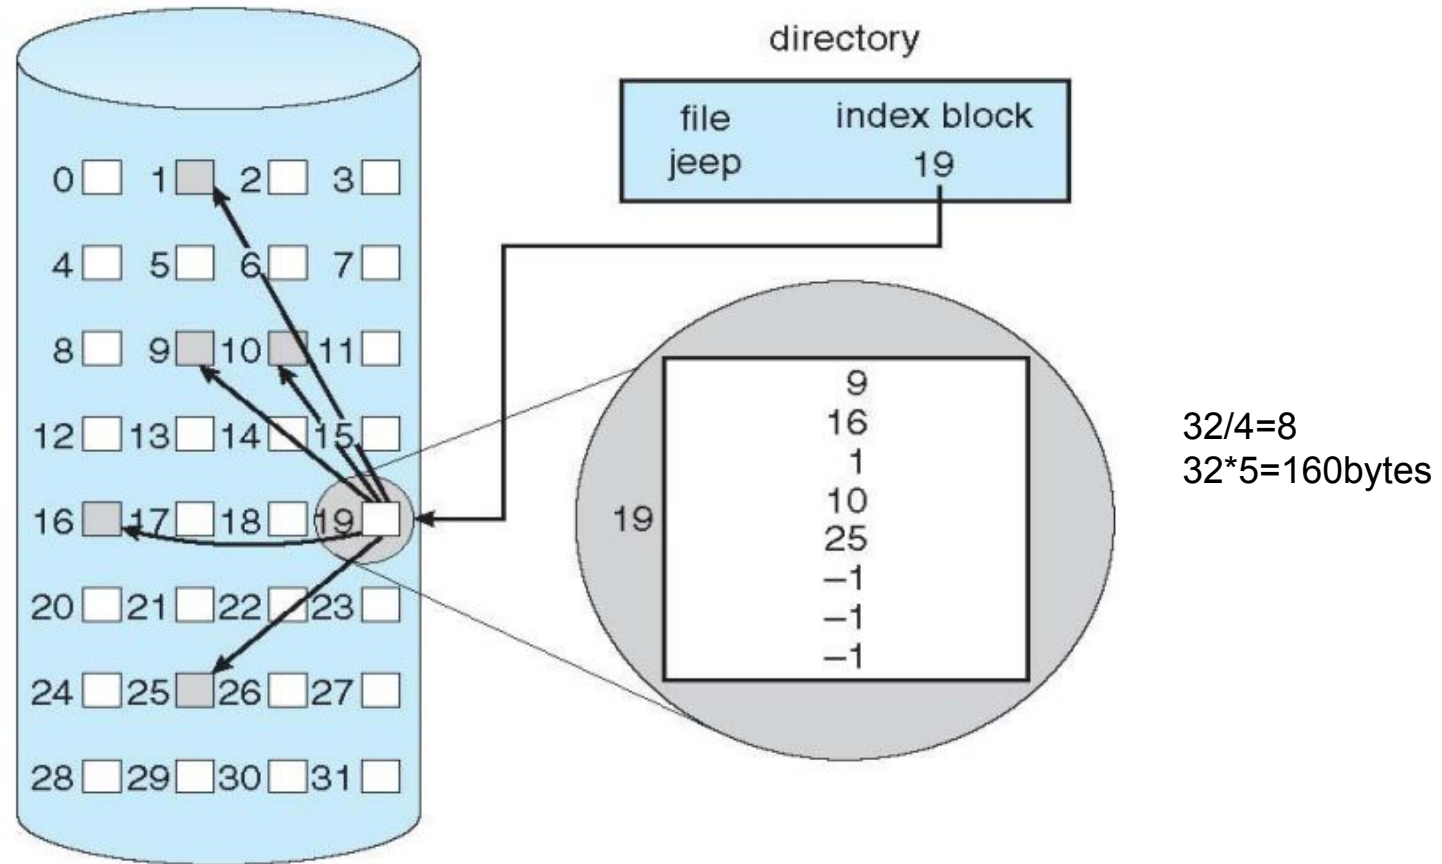 directory
file index block
jeep 19
0 1 2 3
4 5 6 7
8 9 10 11
12 13 14 15
16 17 18 19
20 21 22 23
24 25 26 27
28 29 30 31
19
9
16
1
10
25
–1
–1
–1
32/4=8
32*5=160bytes